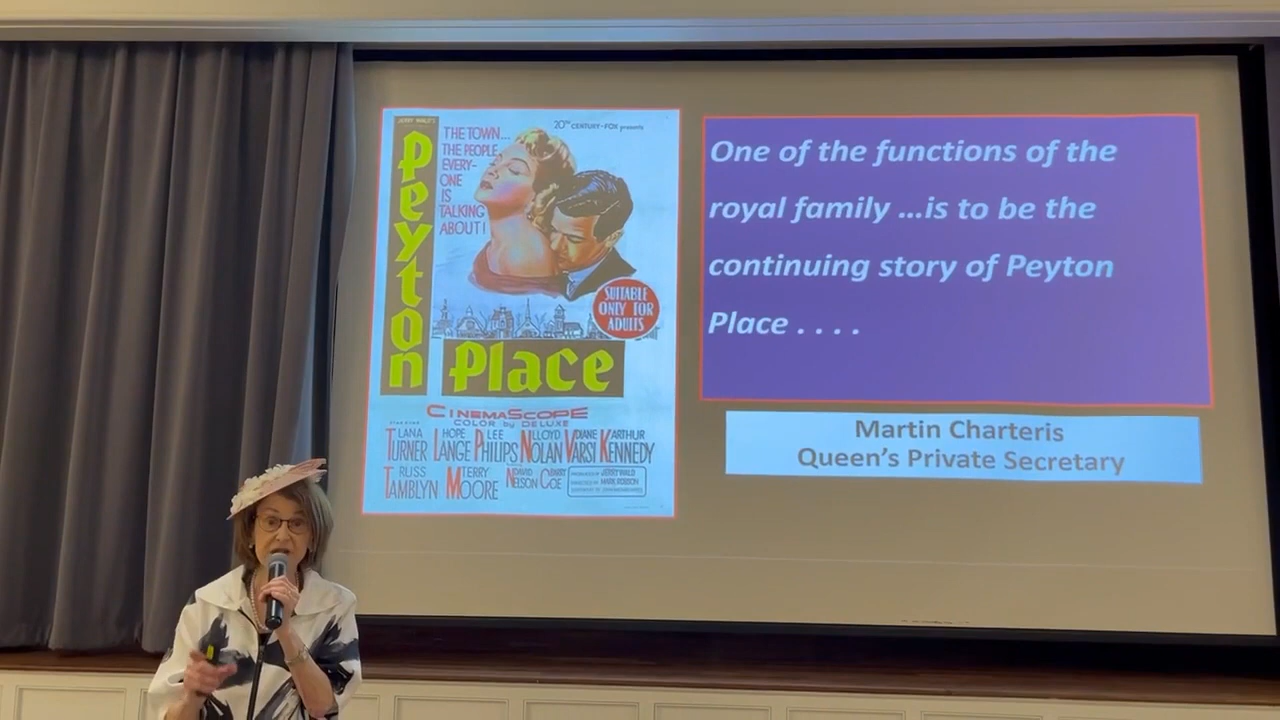 JERRY WALD'S
Peyton
Place
THE TOWN...
THE PEOPLE
EVERY-
ONE
IS
TALKING
ABOUT!
20TH CENTURY-FOX presents
SUITABLE
ONLY FOR
ADULTS
CINEMASCOPE
COLOR by DE LUXE
LANA TURNER HOPE LANGE LEE PHILIPS LLOYD NOLAN DIANE VARSI ARTHUR KENNEDY
RUSS TAMBLYN TERRY MOORE DAVID NELSON BARRY COE
PRODUCED BY JERRY WALD
DIRECTED BY MARK ROBSON
One of the functions of the
royal family ...is to be the
continuing story of Peyton
Place . . . .
Martin Charteris
Queen's Private Secretary